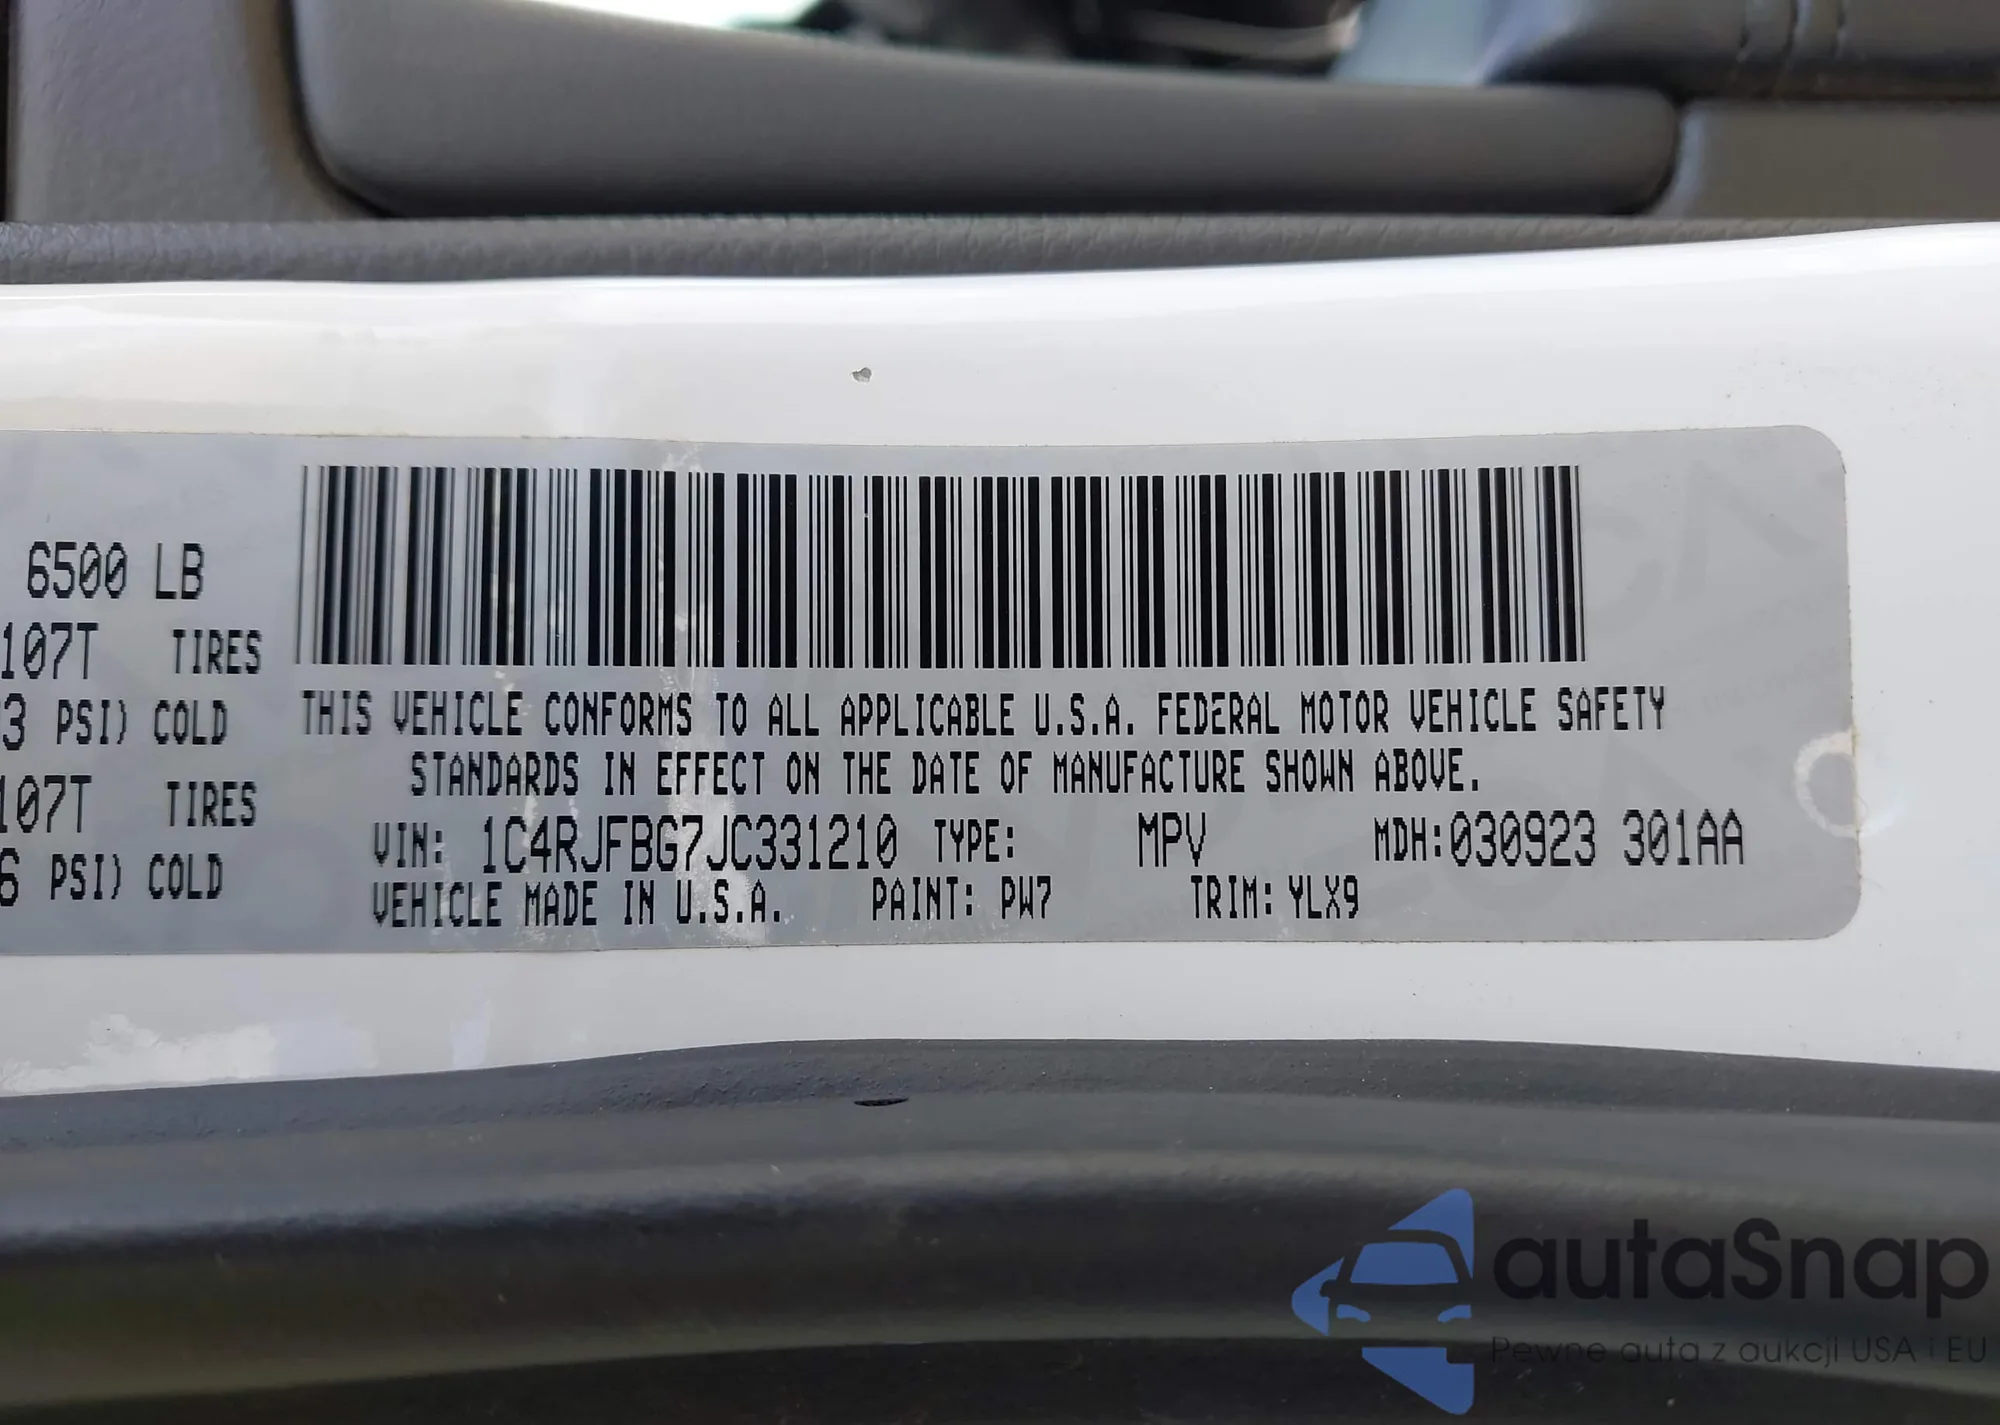 6500 LB
107T TIRES
3 PSI) COLD
107T TIRES
6 PSI) COLD
THIS VEHICLE CONFORMS TO ALL APPLICABLE U.S.A. FEDERAL MOTOR VEHICLE SAFETY
STANDARDS IN EFFECT ON THE DATE OF MANUFACTURE SHOWN ABOVE.
VIN: 1C4RJFBG7JC331210 TYPE: MPV MDH:030923 301AA
VEHICLE MADE IN U.S.A. PAINT: PW7 TRIM: YLX9
autaSnap
Pewne auta z aukcji USA i EU